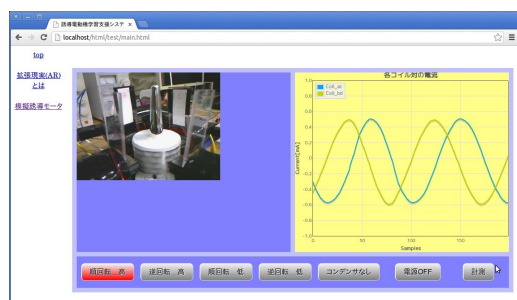 誘導電動機学習支援システ ×
localhost/html/test/main.html
top
拡張現実(AR)
とは
模擬誘導モータ
各コイル対の電流
Coil_ac
Coil_bd
Current[mA]
1.0
0.8
0.6
0.4
0.2
0
-0.2
-0.4
-0.6
-0.8
-1.0
0 50 100 150
Samples
順回転 高 逆回転 高 順回転 低 逆回転 低 コンデンサなし 電源OFF 計測